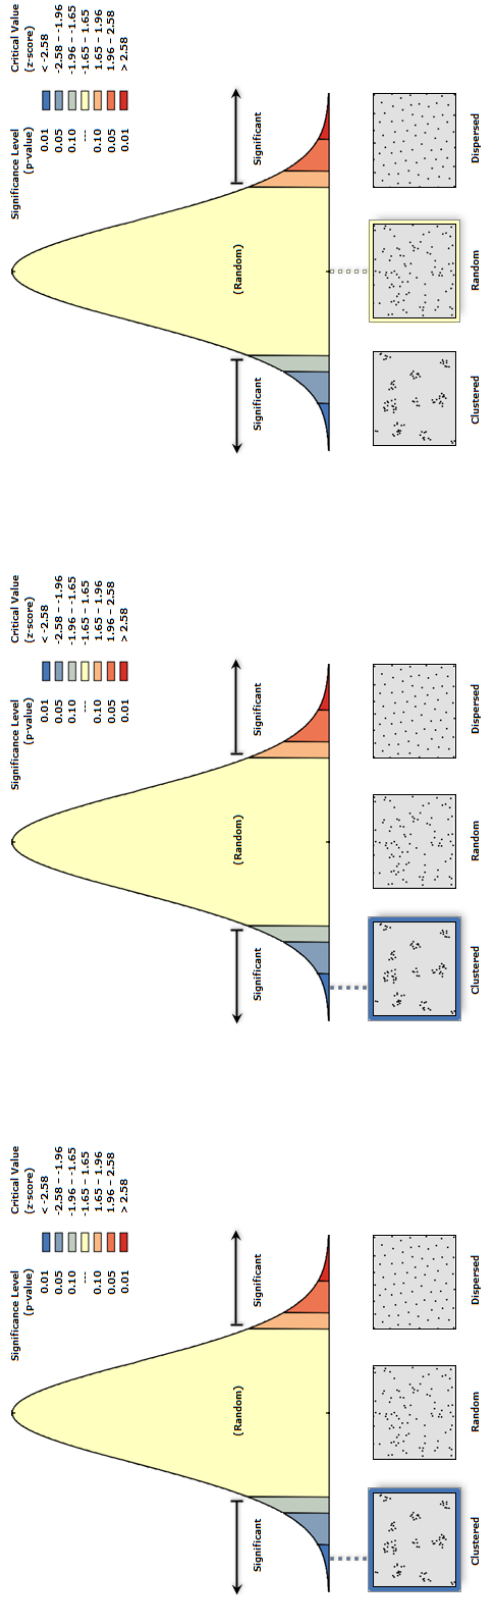 Significance Level Critical Value
(p-value) (z-score)
0.01 < -2.58
0.05 -2.58 – -1.96
0.10 -1.96 – -1.65
--- -1.65 – 1.65
0.10 1.65 – 1.96
0.05 1.96 – 2.58
0.01 > 2.58
(Random)
Significant
Significant
Clustered
Random
Dispersed
Significance Level Critical Value
(p-value) (z-score)
0.01 < -2.58
0.05 -2.58 – -1.96
0.10 -1.96 – -1.65
--- -1.65 – 1.65
0.10 1.65 – 1.96
0.05 1.96 – 2.58
0.01 > 2.58
(Random)
Significant
Significant
Clustered
Random
Dispersed
Significance Level Critical Value
(p-value) (z-score)
0.01 < -2.58
0.05 -2.58 – -1.96
0.10 -1.96 – -1.65
--- -1.65 – 1.65
0.10 1.65 – 1.96
0.05 1.96 – 2.58
0.01 > 2.58
(Random)
Significant
Significant
Clustered
Random
Dispersed